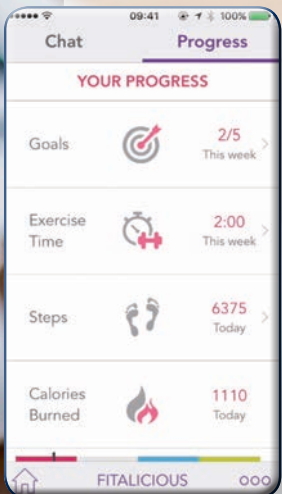 09:41 100%
Chat Progress
YOUR PROGRESS
Goals 2/5
This week
Exercise
Time 2:00
This week
Steps 6375
Today
Calories
Burned 1110
Today
FITALICIOUS